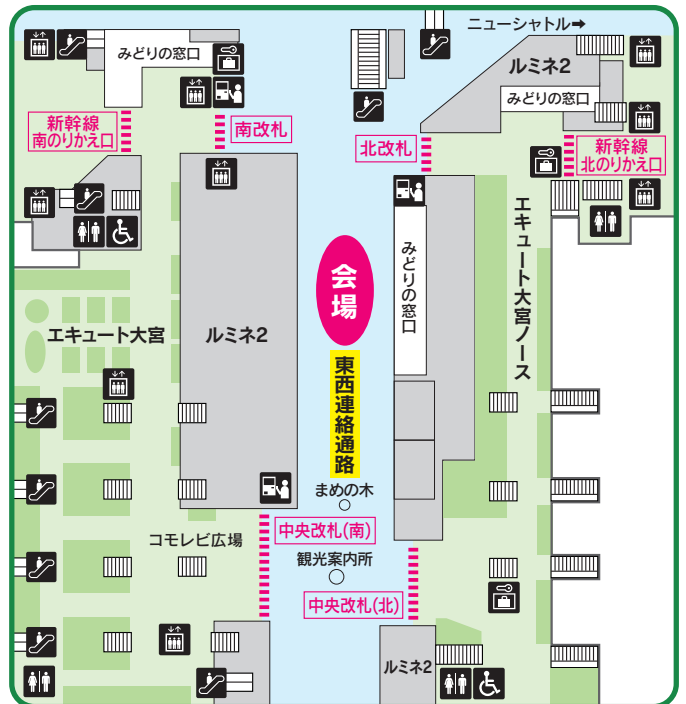 ニューシャトル➡
みどりの窓口
ルミネ2
みどりの窓口
新幹線
南のりかえ口
南改札
北改札
新幹線
北のりかえ口
会場
みどりの窓口
エキュート大宮ノース
エキュート大宮
ルミネ2
東西連絡通路
まめの木
中央改札(南)
コモレビ広場
観光案内所
中央改札(北)
ルミネ2